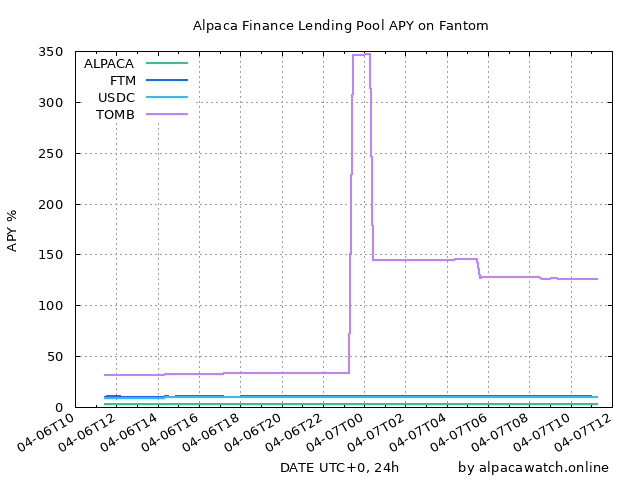 Alpaca Finance Lending Pool APY on Fantom
350
300
250
200
150
100
50
0
APY %
ALPACA
FTM
USDC
TOMB
04-06T10
04-06T12
04-06T14
04-06T16
04-06T18
04-06T20
04-06T22
04-07T00
04-07T02
04-07T04
04-07T06
04-07T08
04-07T10
04-07T12
DATE UTC+0, 24h
by alpacawatch.online